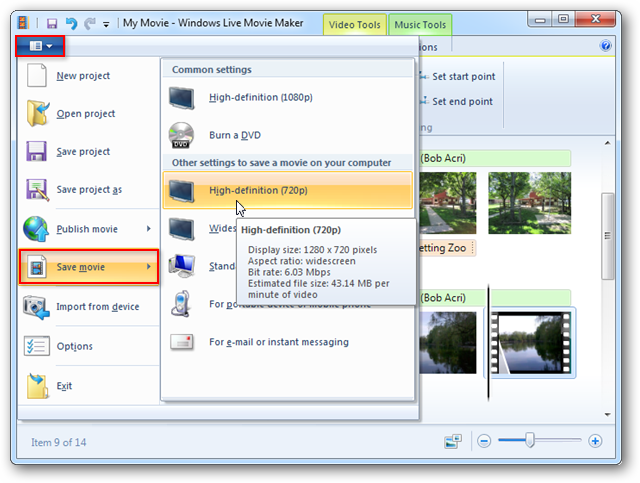 My Movie - Windows Live Movie Maker
Video Tools
Music Tools
ions
New project
Open project
Save project
Save project as
Publish movie
Save movie
Import from device
Options
Exit
Common settings
High-definition (1080p)
Burn a DVD
DVD
Other settings to save a movie on your computer
High-definition (720p)
Wides
Stand
For portable device or mobile phone
For e-mail or instant messaging
High-definition (720p)
Display size: 1280 x 720 pixels
Aspect ratio: widescreen
Bit rate: 6.03 Mbps
Estimated file size: 43.14 MB per
minute of video
Set start point
Set end point
ng
(Bob Acri)
etting Zoo
(Bob Acri)
Item 9 of 14